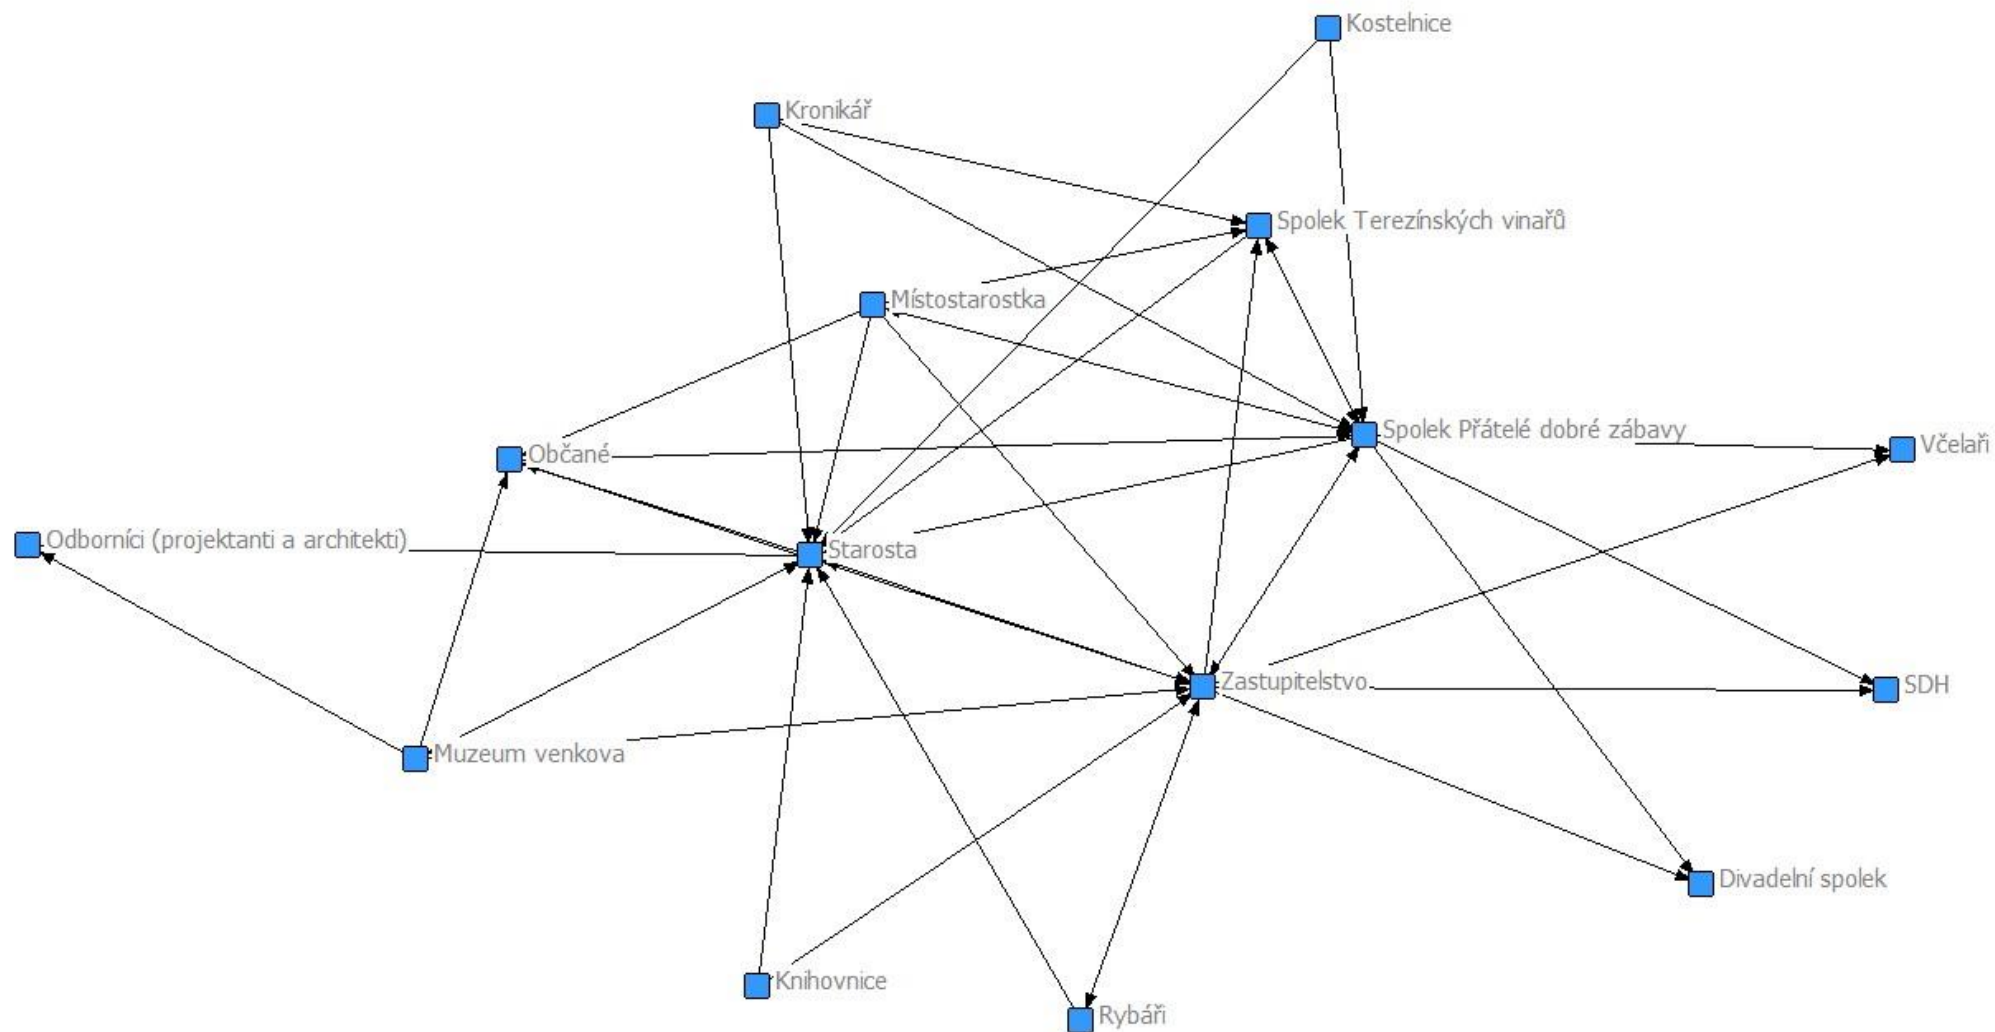 Kostelnice
Kronikář
Spolek Terezínských vinařů
Místostarostka
Spolek Přátelé dobré zábavy
Včelaři
Občané
Odborníci (projektanti a architekti)
Starosta
Zastupitelstvo
SDH
Muzeum venkova
Divadelní spolek
Knihovnice
Rybáři